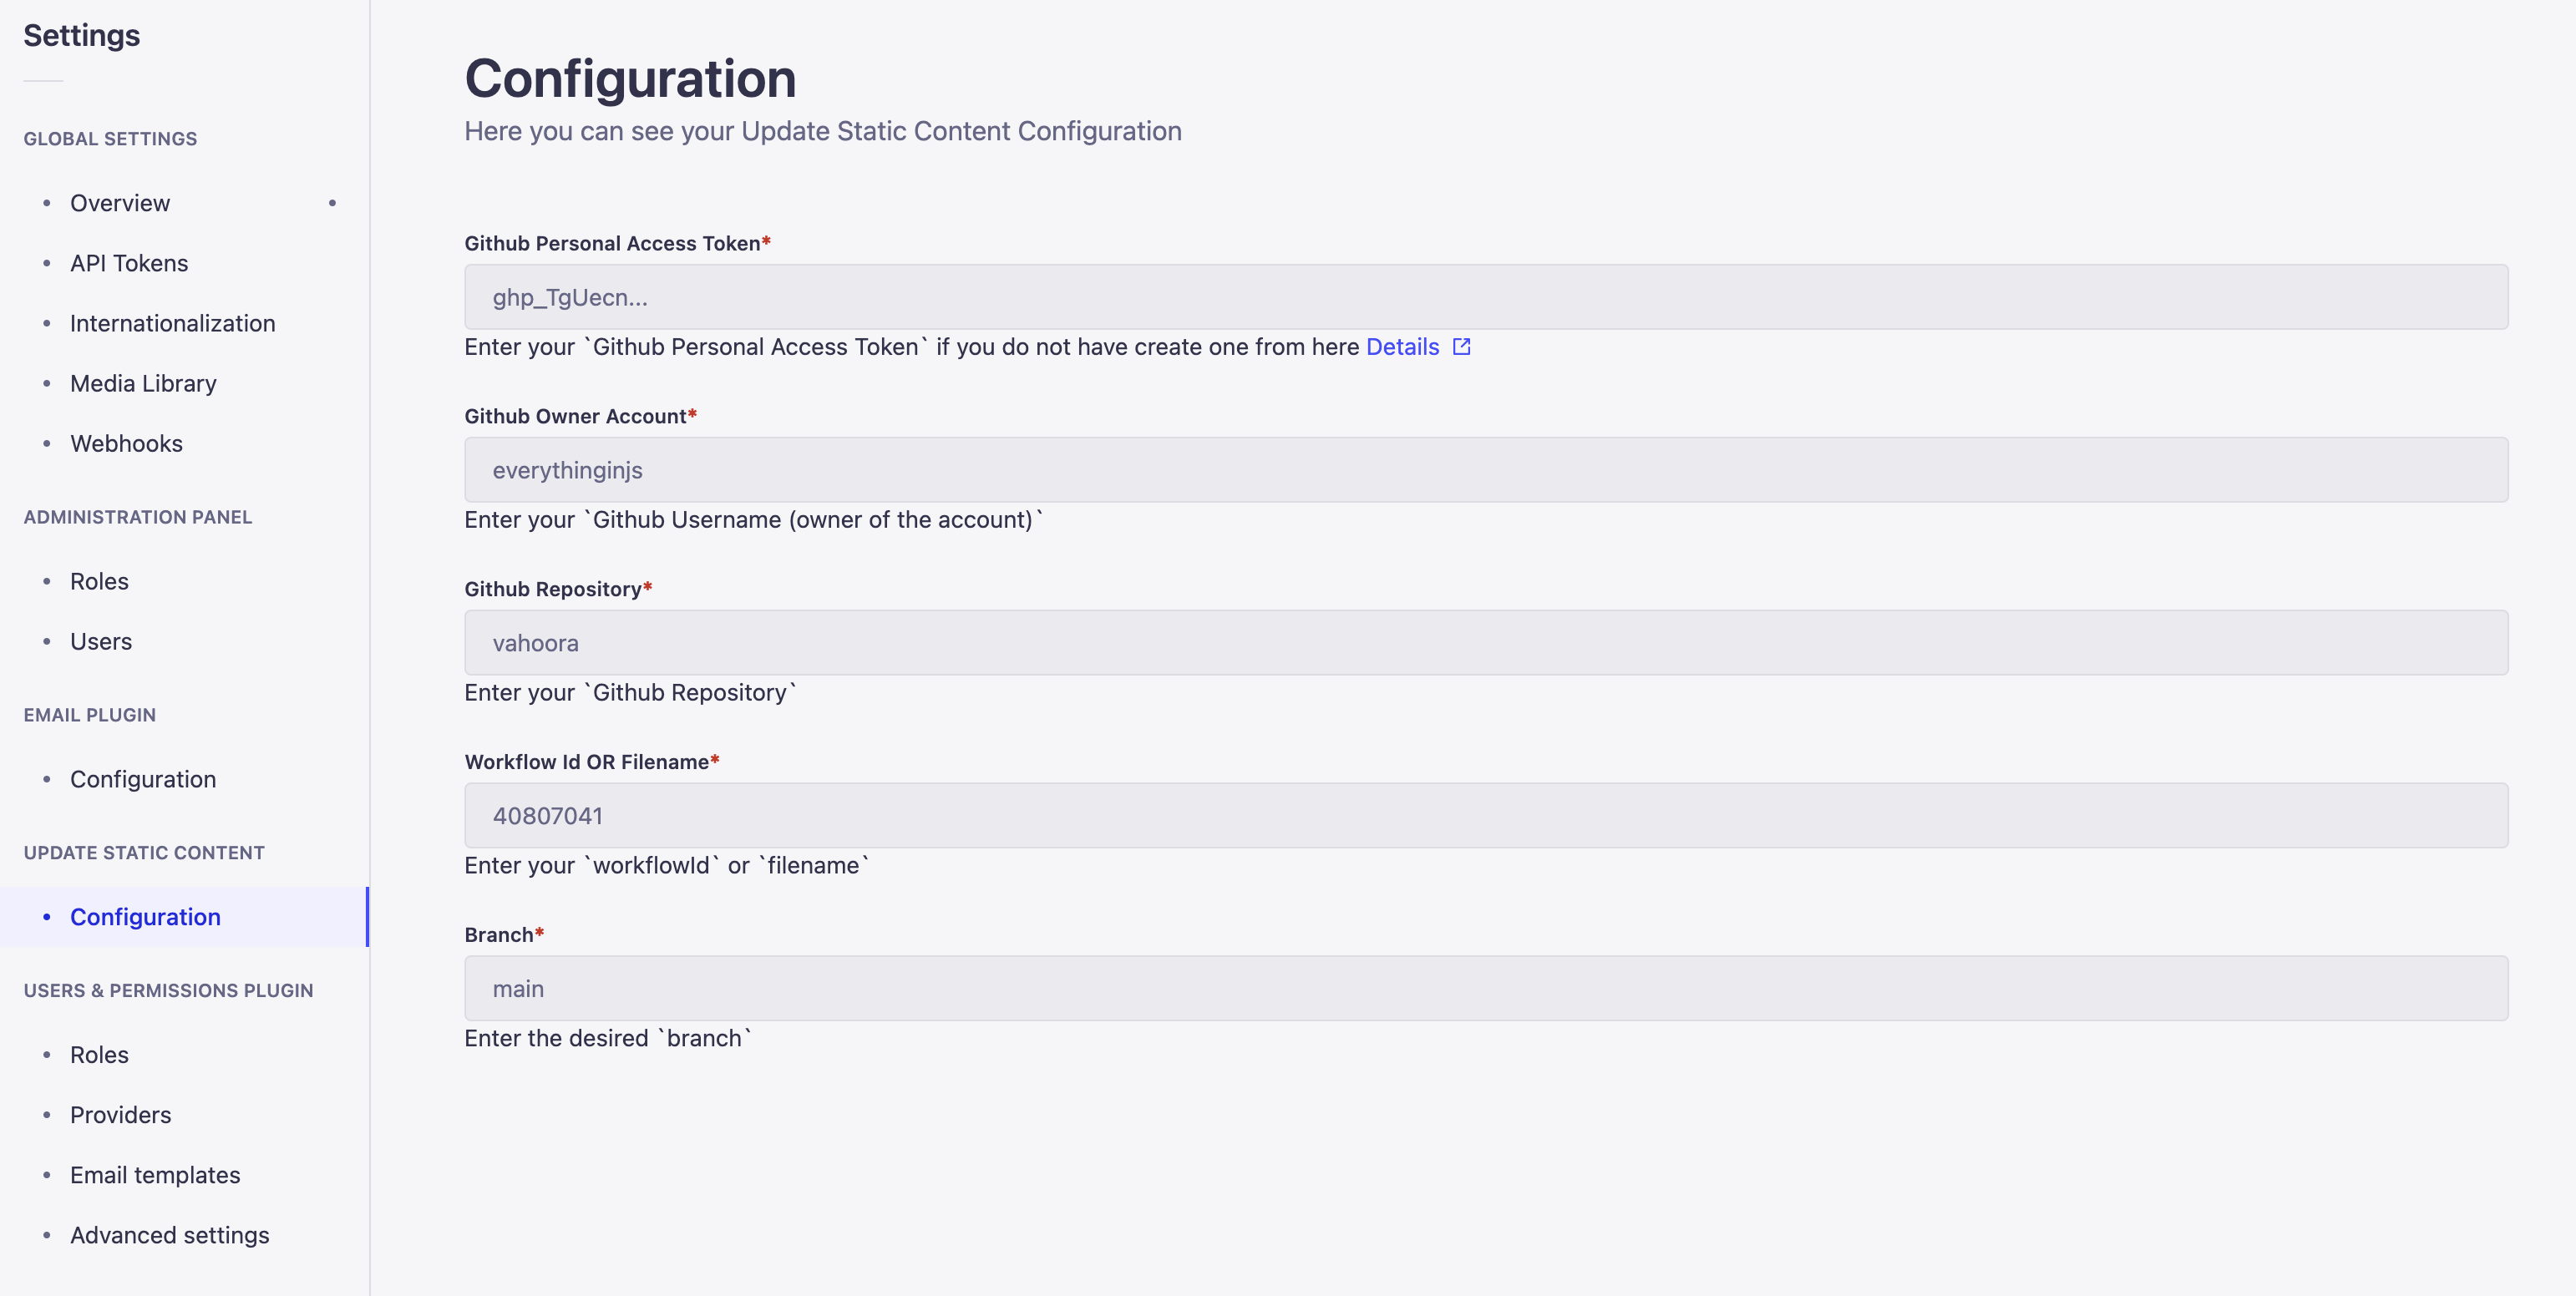 Settings
GLOBAL SETTINGS
Overview
API Tokens
Internationalization
Media Library
Webhooks
ADMINISTRATION PANEL
Roles
Users
EMAIL PLUGIN
Configuration
UPDATE STATIC CONTENT
Configuration
USERS & PERMISSIONS PLUGIN
Roles
Providers
Email templates
Advanced settings
Configuration
Here you can see your Update Static Content Configuration
Github Personal Access Token*
ghp_TgUecn...
Enter your `Github Personal Access Token` if you do not have create one from here Details
Github Owner Account*
everythinginjs
Enter your `Github Username (owner of the account)`
Github Repository*
vahoora
Enter your `Github Repository`
Workflow Id OR Filename*
40807041
Enter your `workflowId` or `filename`
Branch*
main
Enter the desired `branch`